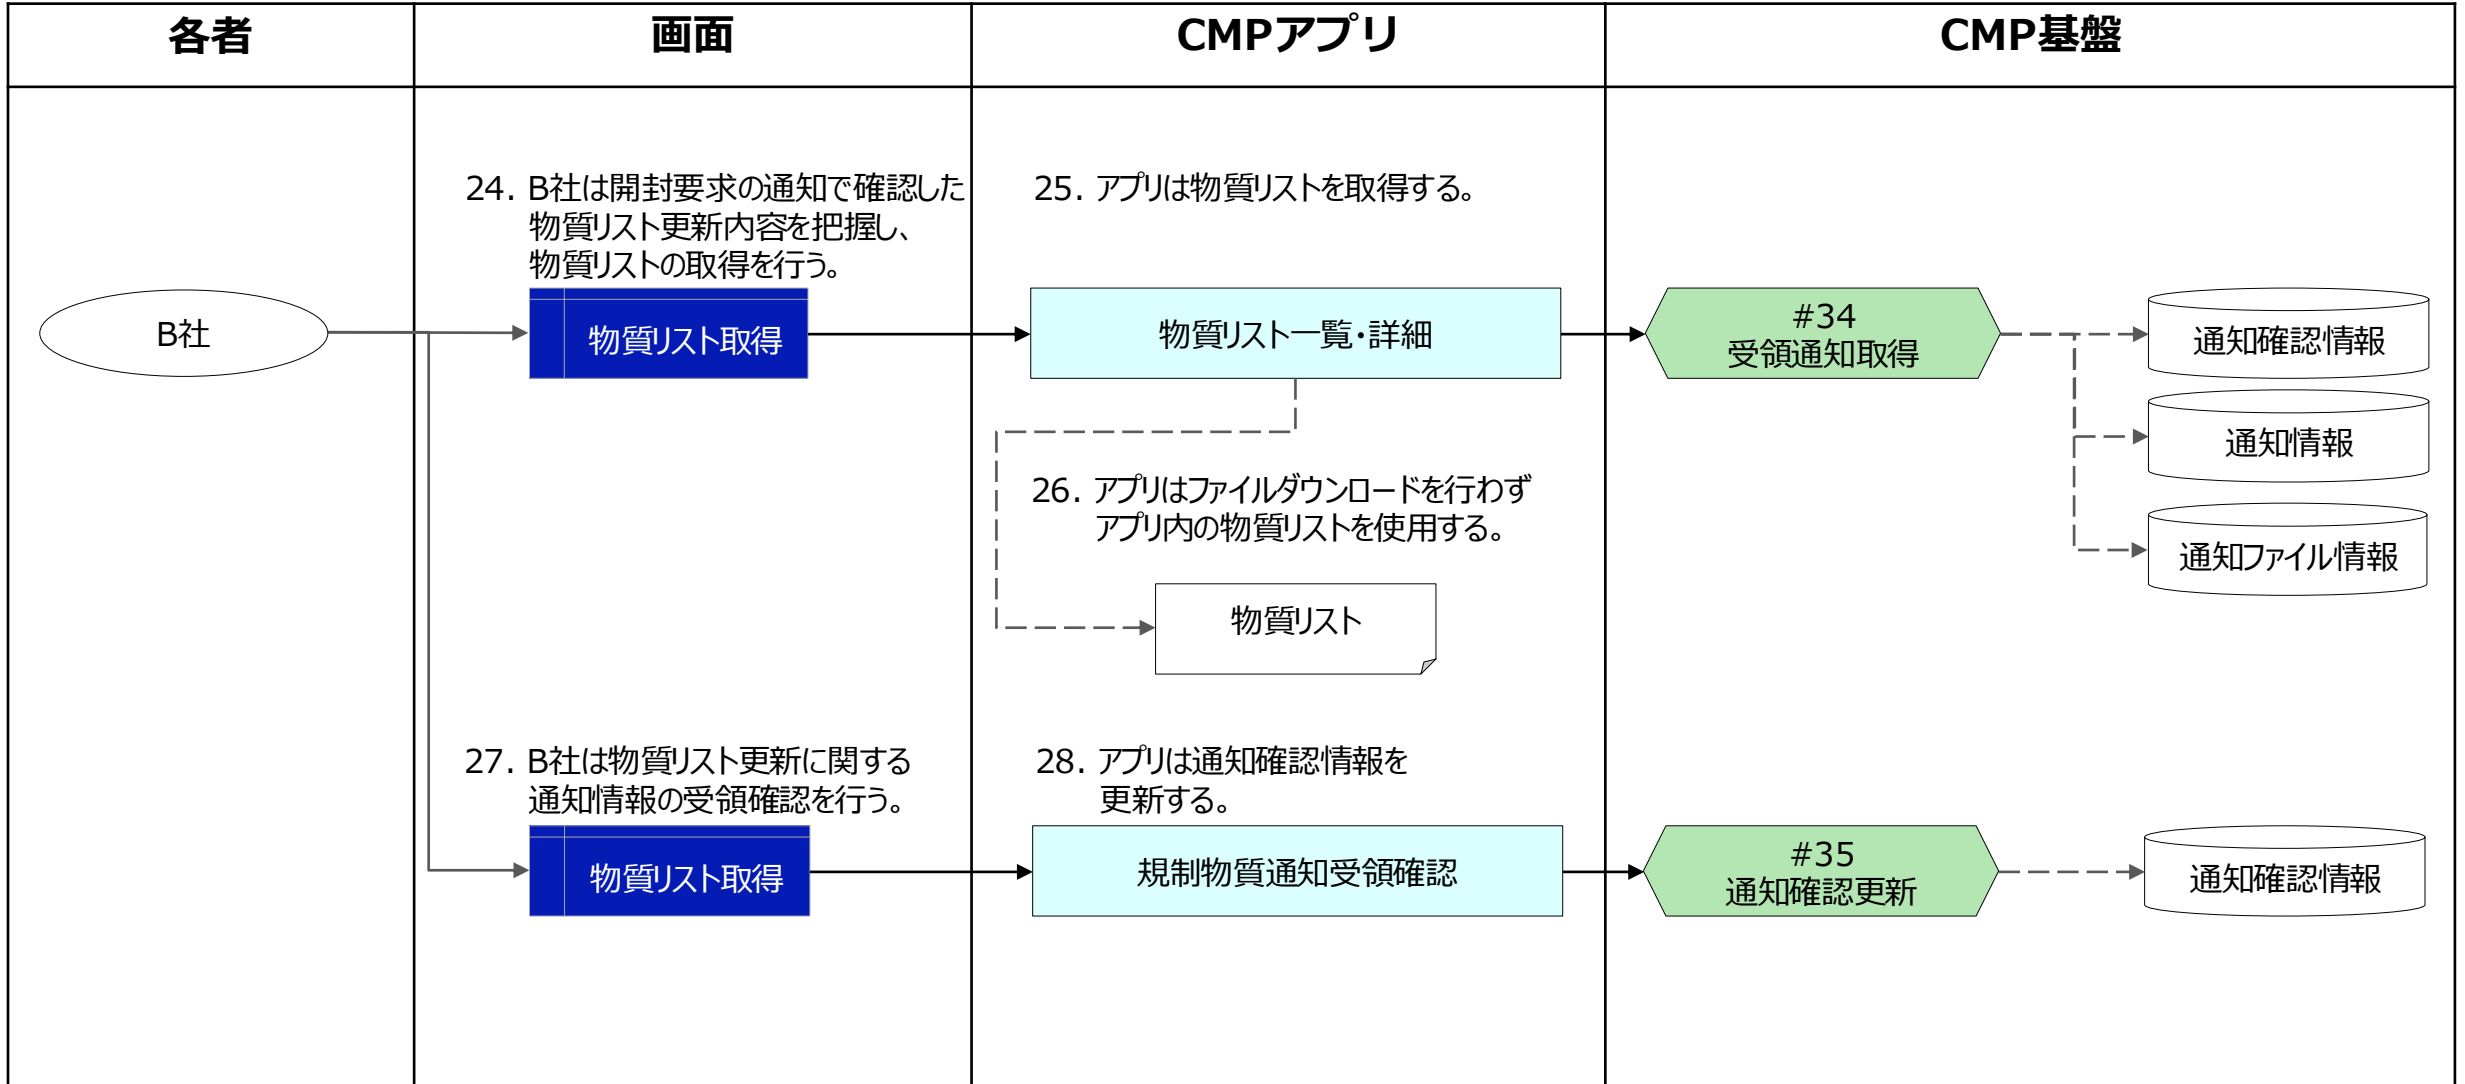 各者
画面
CMPアプリ
CMP基盤
24. B社は開封要求の通知で確認した
物質リスト更新内容を把握し、
物質リストの取得を行う。
25. アプリは物質リストを取得する。
B社
物質リスト取得
物質リスト一覧・詳細
#34
受領通知取得
通知確認情報
通知情報
通知ファイル情報
26. アプリはファイルダウンロードを行わず
アプリ内の物質リストを使用する。
物質リスト
27. B社は物質リスト更新に関する
通知情報の受領確認を行う。
28. アプリは通知確認情報を
更新する。
物質リスト取得
規制物質通知受領確認
#35
通知確認更新
通知確認情報